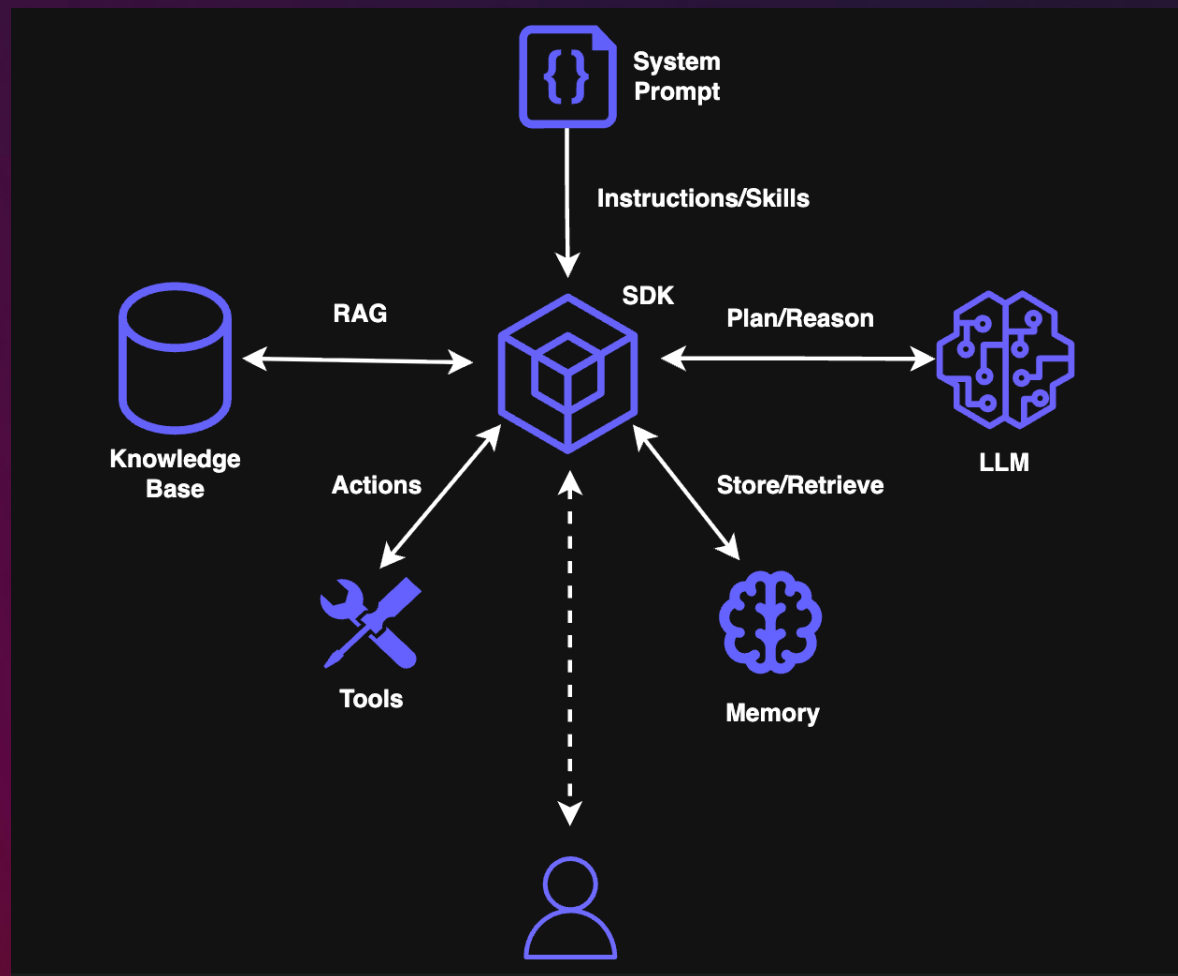 System
Prompt
Instructions/Skills
SDK
RAG
Plan/Reason
Knowledge
Base
LLM
Actions
Store/Retrieve
Tools
Memory